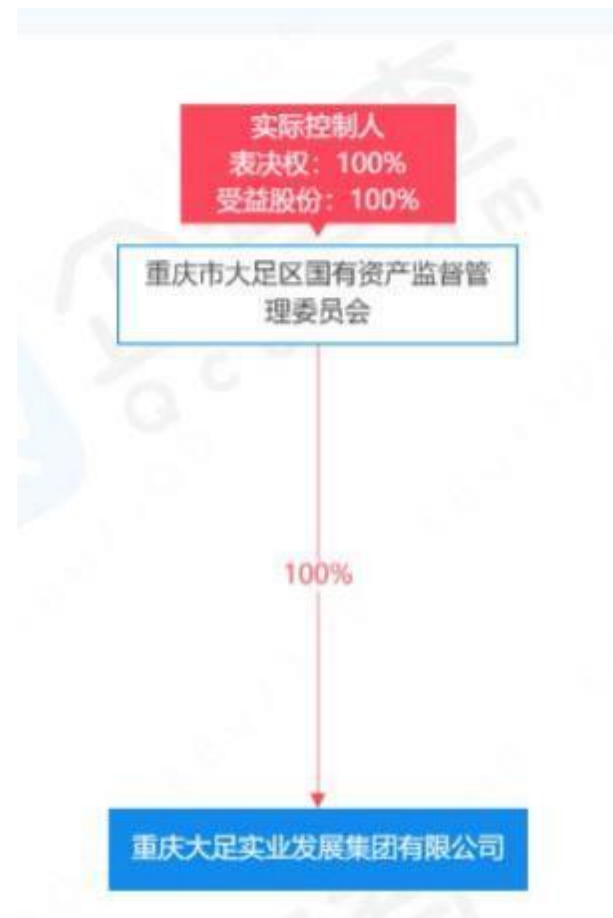 实际控制人
表决权：100%
受益股份：100%
重庆市大足区国有资产监督管
理委员会
100%
重庆大足实业发展集团有限公司